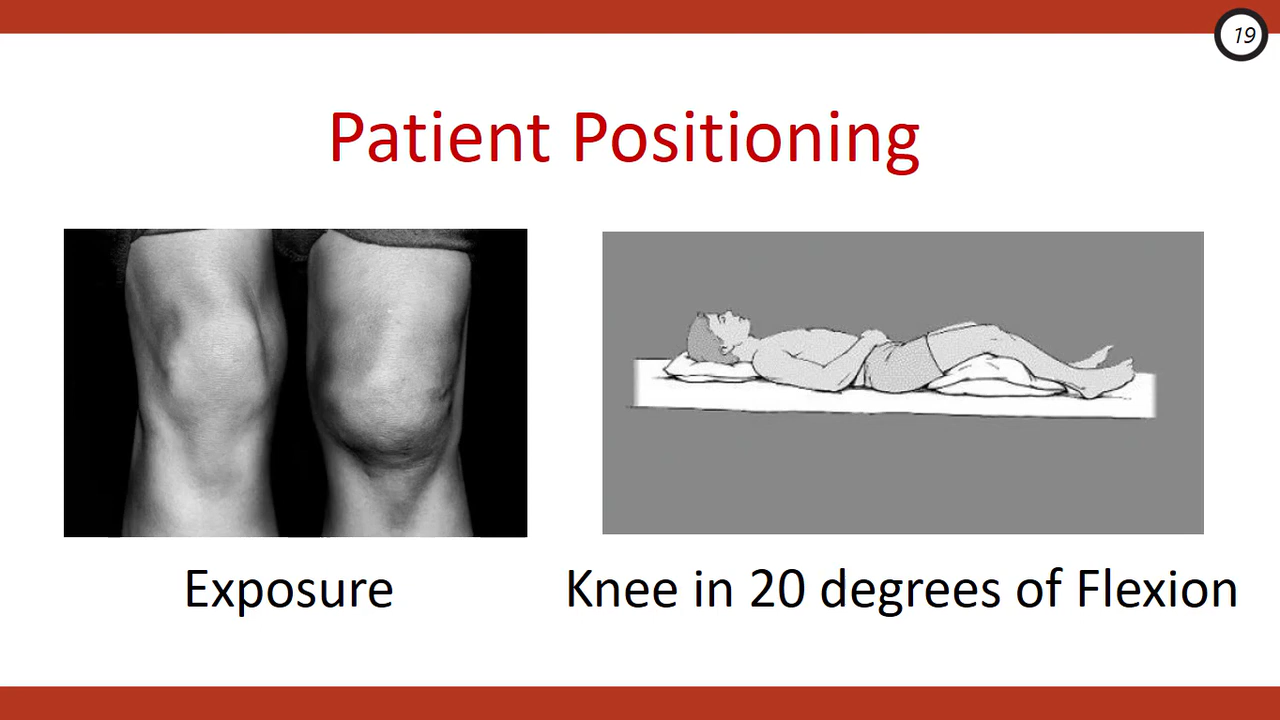 19
Patient Positioning
Exposure
Knee in 20 degrees of Flexion